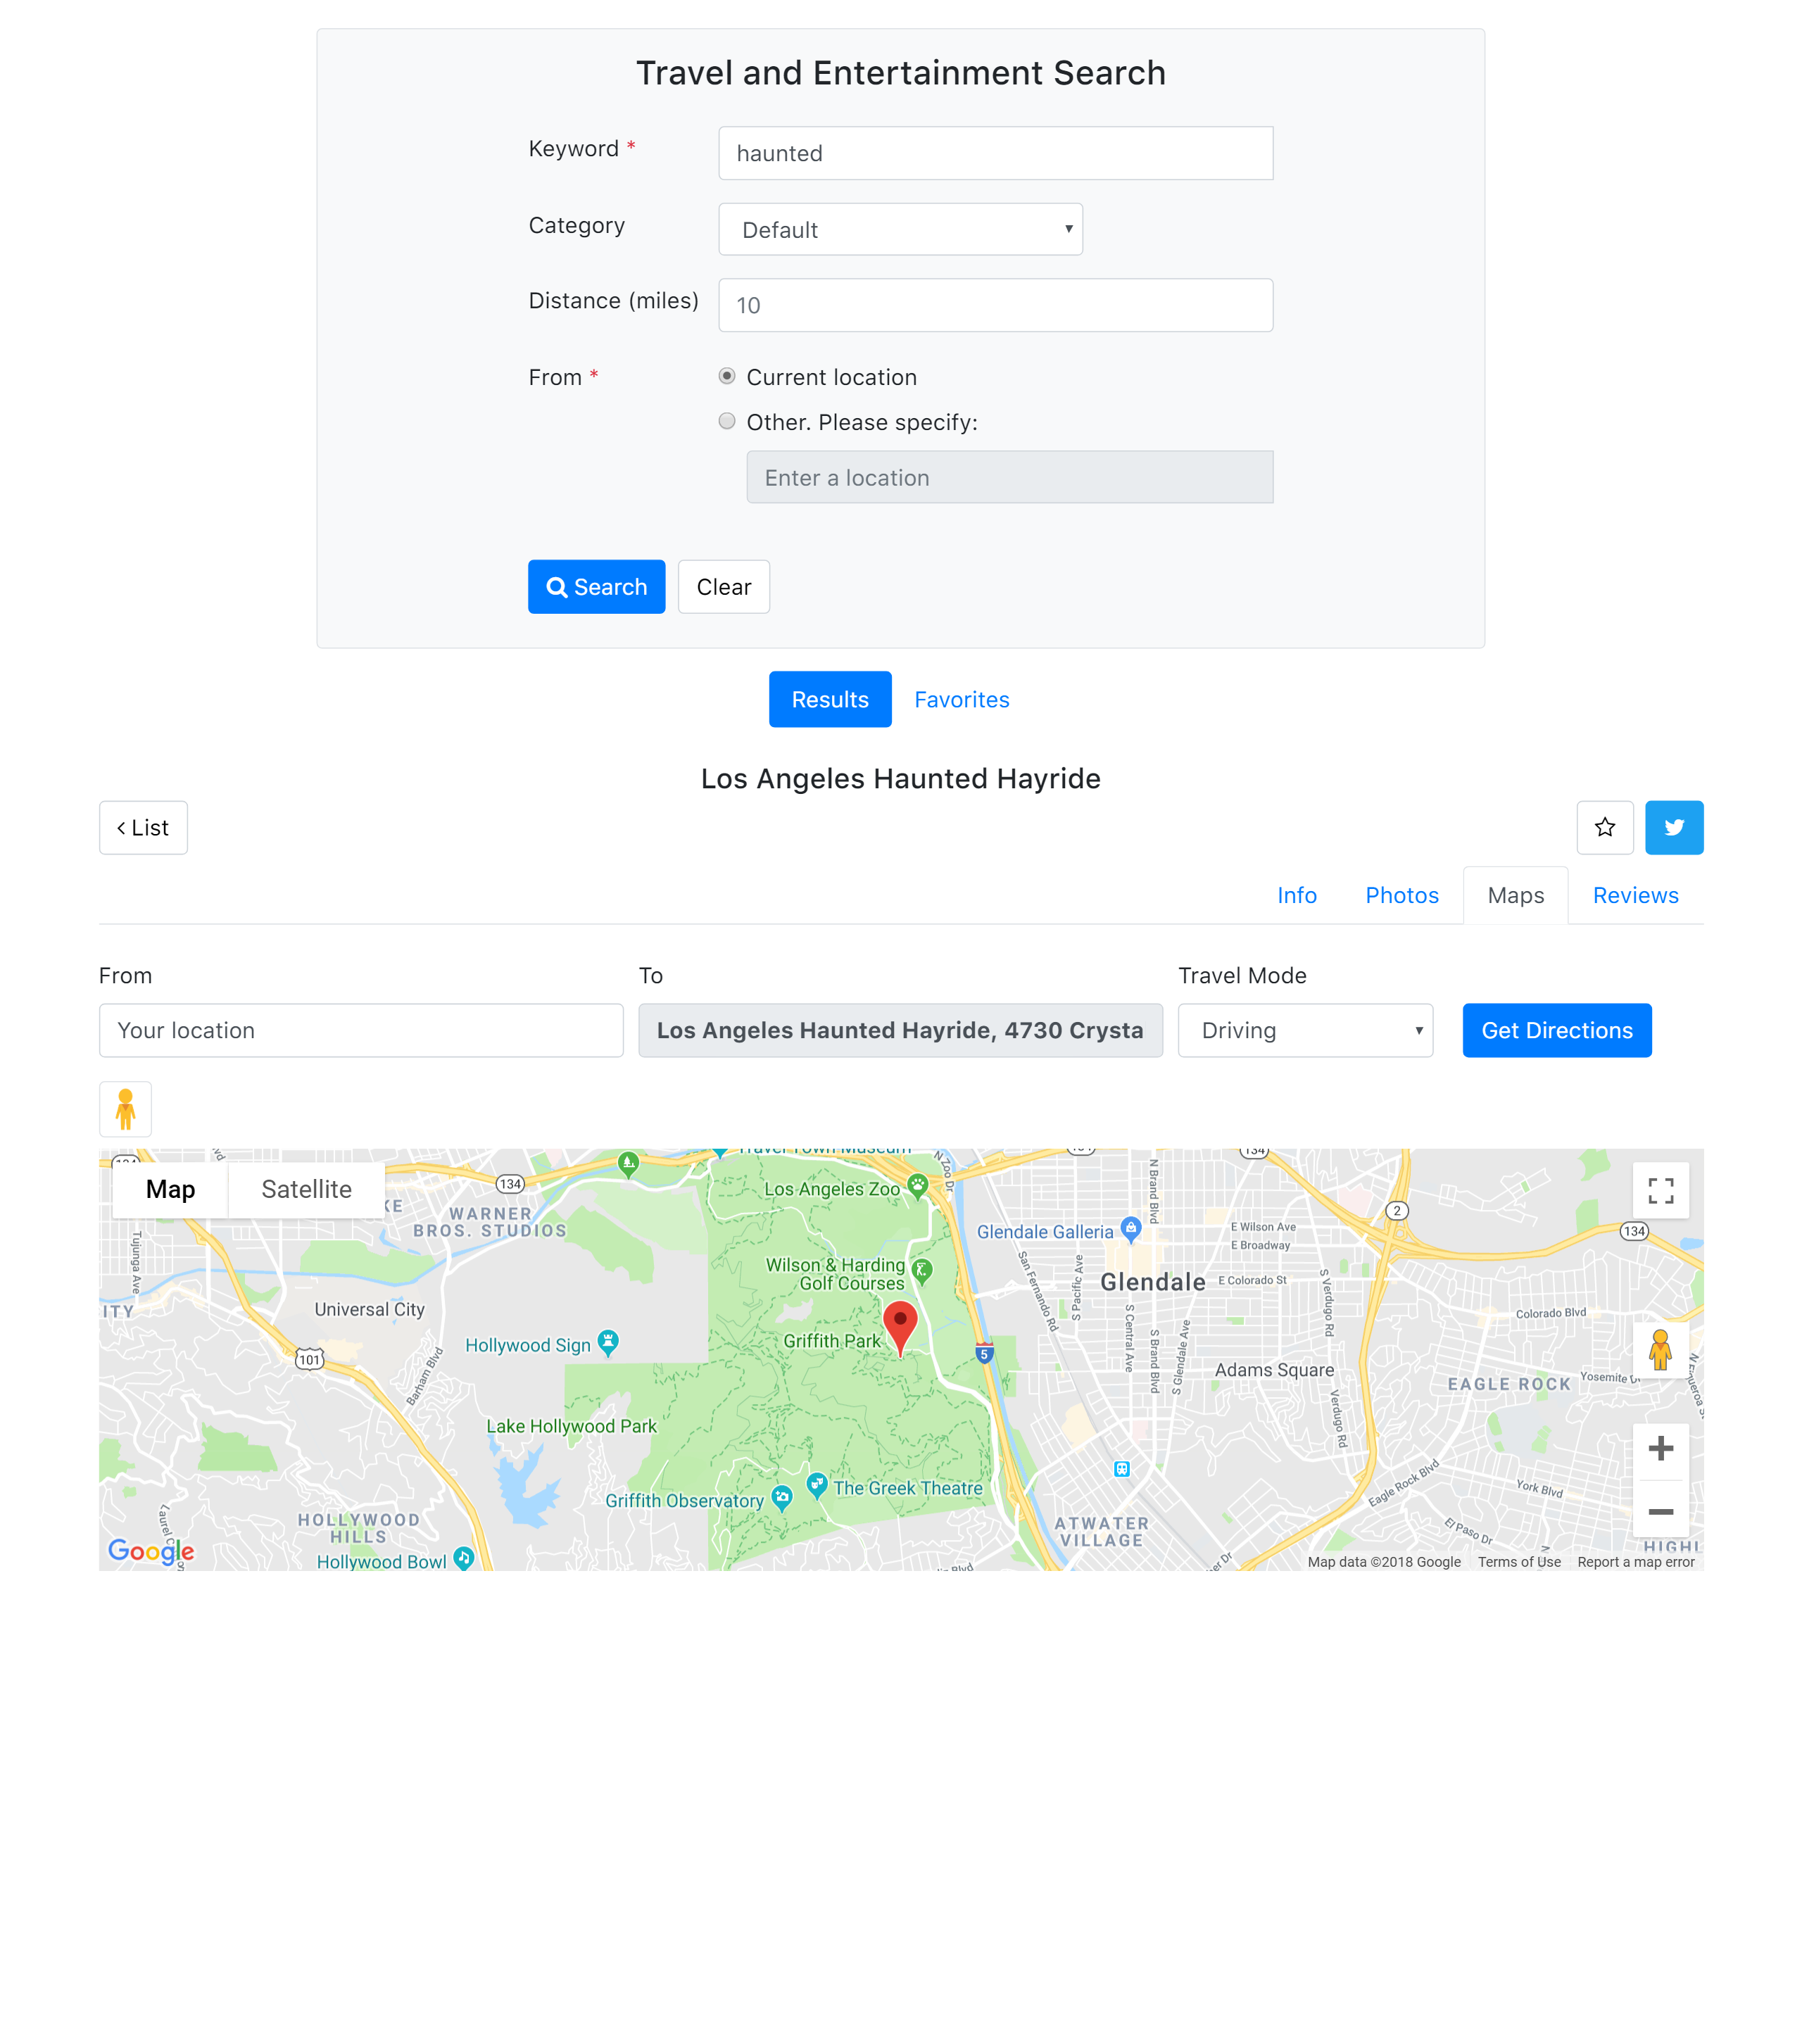 Travel and Entertainment Search
Keyword *
haunted
Category
Default
Distance (miles)
10
From *
Current location
Other. Please specify:
Enter a location
Search
Clear
Results
Favorites
Los Angeles Haunted Hayride
List
Info
Photos
Maps
Reviews
From
To
Travel Mode
Your location
Los Angeles Haunted Hayride, 4730 Crysta
Driving
Get Directions
Map
Satellite
134
WARNER
BROS. STUDIOS
Travel Town Museum
Los Angeles Zoo
N Zoo Dr
134
N Brand Blvd
2
134
Glendale Galleria
E Wilson Ave
E Broadway
Tujunga Ave
Wilson & Harding
Golf Courses
San Fernando Rd
S Pacific Ave
Glendale
E Colorado St
S Verdugo Rd
ITY
Universal City
Colorado Blvd
Hollywood Sign
Griffith Park
S Central Ave
S Brand Blvd
S Glendale Ave
5
101
Barham Blvd
Adams Square
EAGLE ROCK
Yosemite
Verdugo Rd
Lake Hollywood Park
Griffith Observatory
The Greek Theatre
Eagle Rock Blvd
York Blvd
HOLLYWOOD
HILLS
ATWATER
VILLAGE
El Paso Dr
Laurel C
HIGHL
Google
Hollywood Bowl
Map data ©2018 Google
Terms of Use
Report a map error